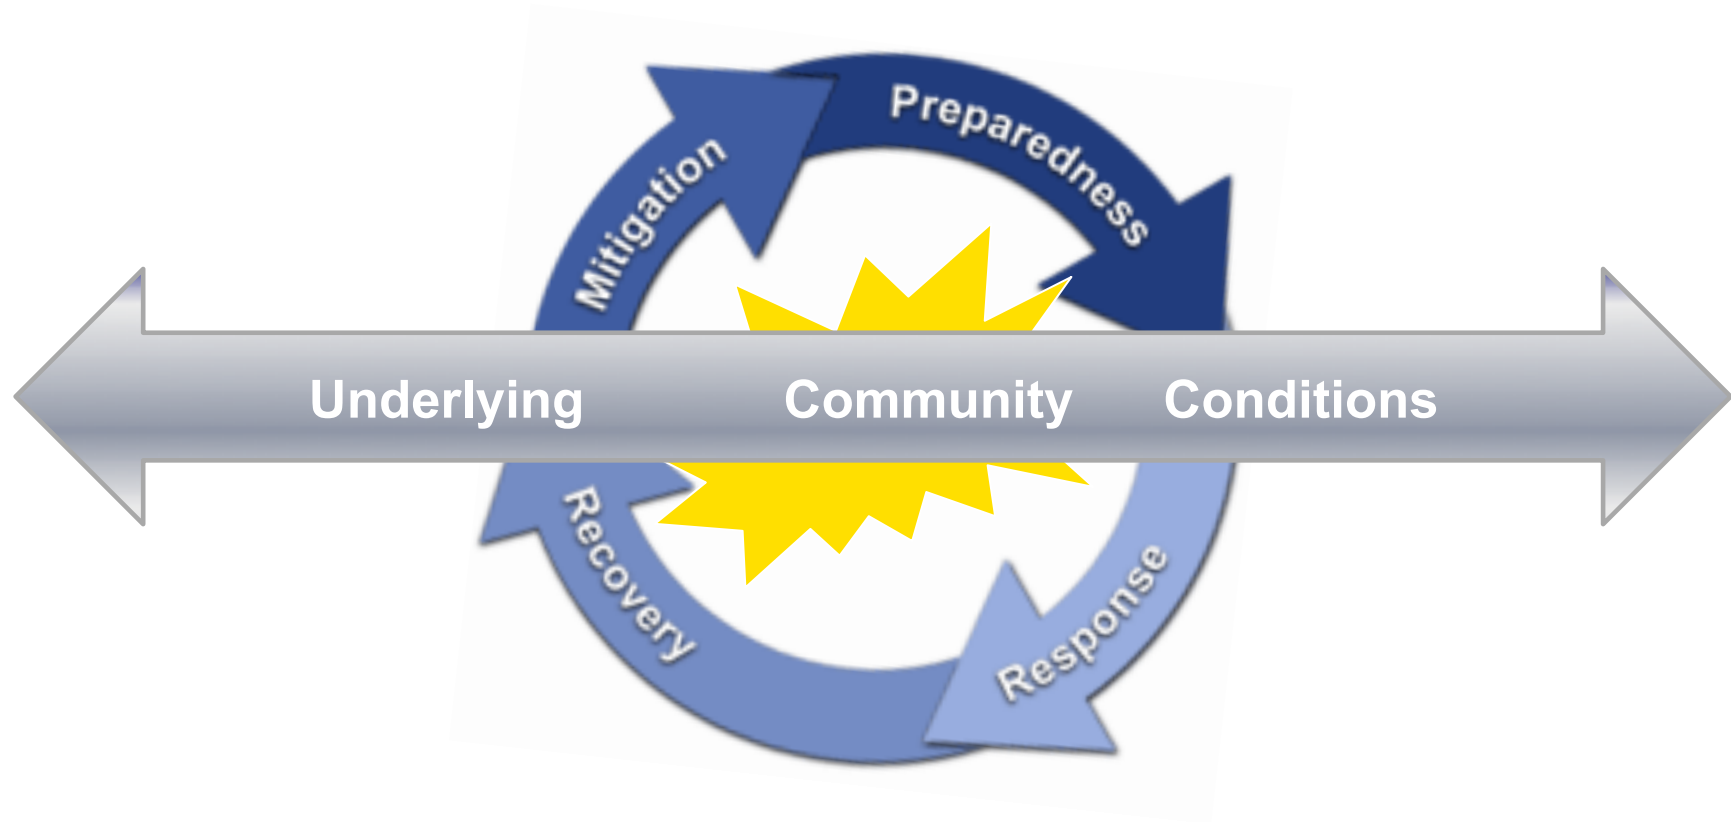 Preparedness
Mitigation
Underlying Community Conditions
Recovery
Response